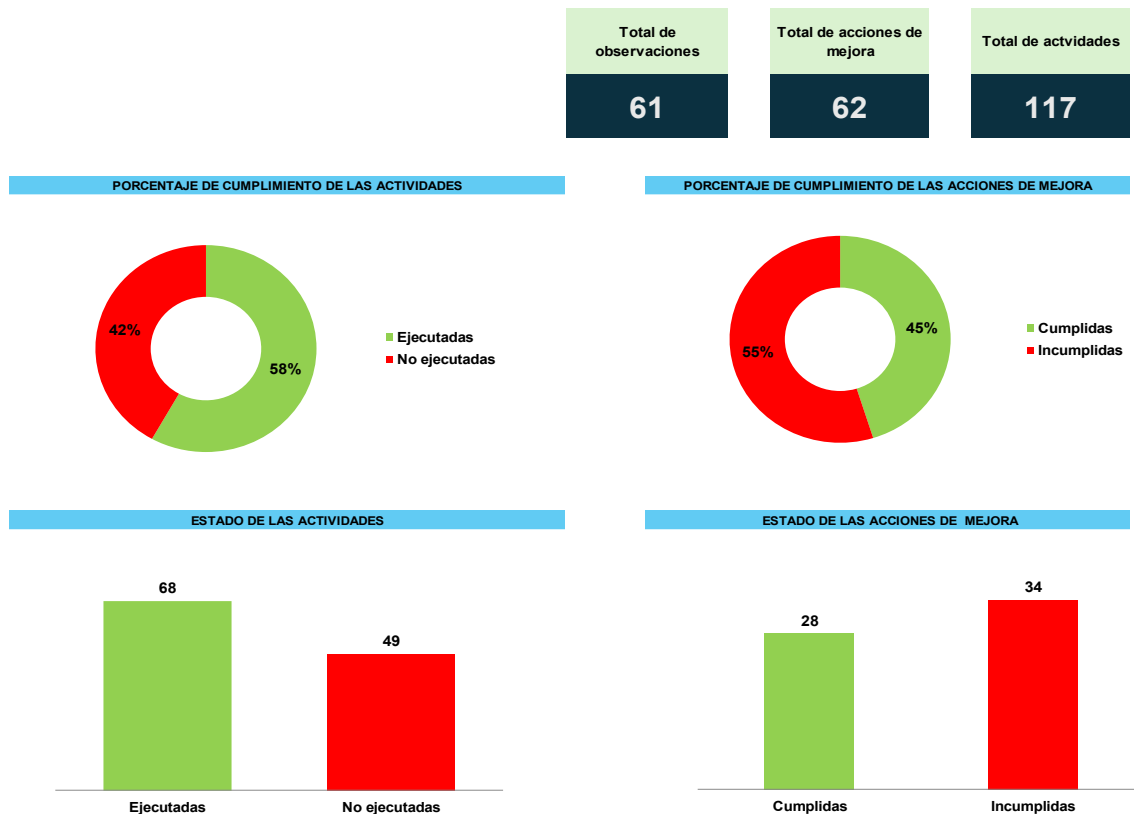 Total de
observaciones
61
Total de acciones de
mejora
62
Total de actvidades
117
PORCENTAJE DE CUMPLIMIENTO DE LAS ACTIVIDADES
42%
58%
Ejecutadas
No ejecutadas
PORCENTAJE DE CUMPLIMIENTO DE LAS ACCIONES DE MEJORA
45%
55%
Cumplidas
Incumplidas
ESTADO DE LAS ACTIVIDADES
68
49
Ejecutadas
No ejecutadas
ESTADO DE LAS ACCIONES DE  MEJORA
28
34
Cumplidas
Incumplidas